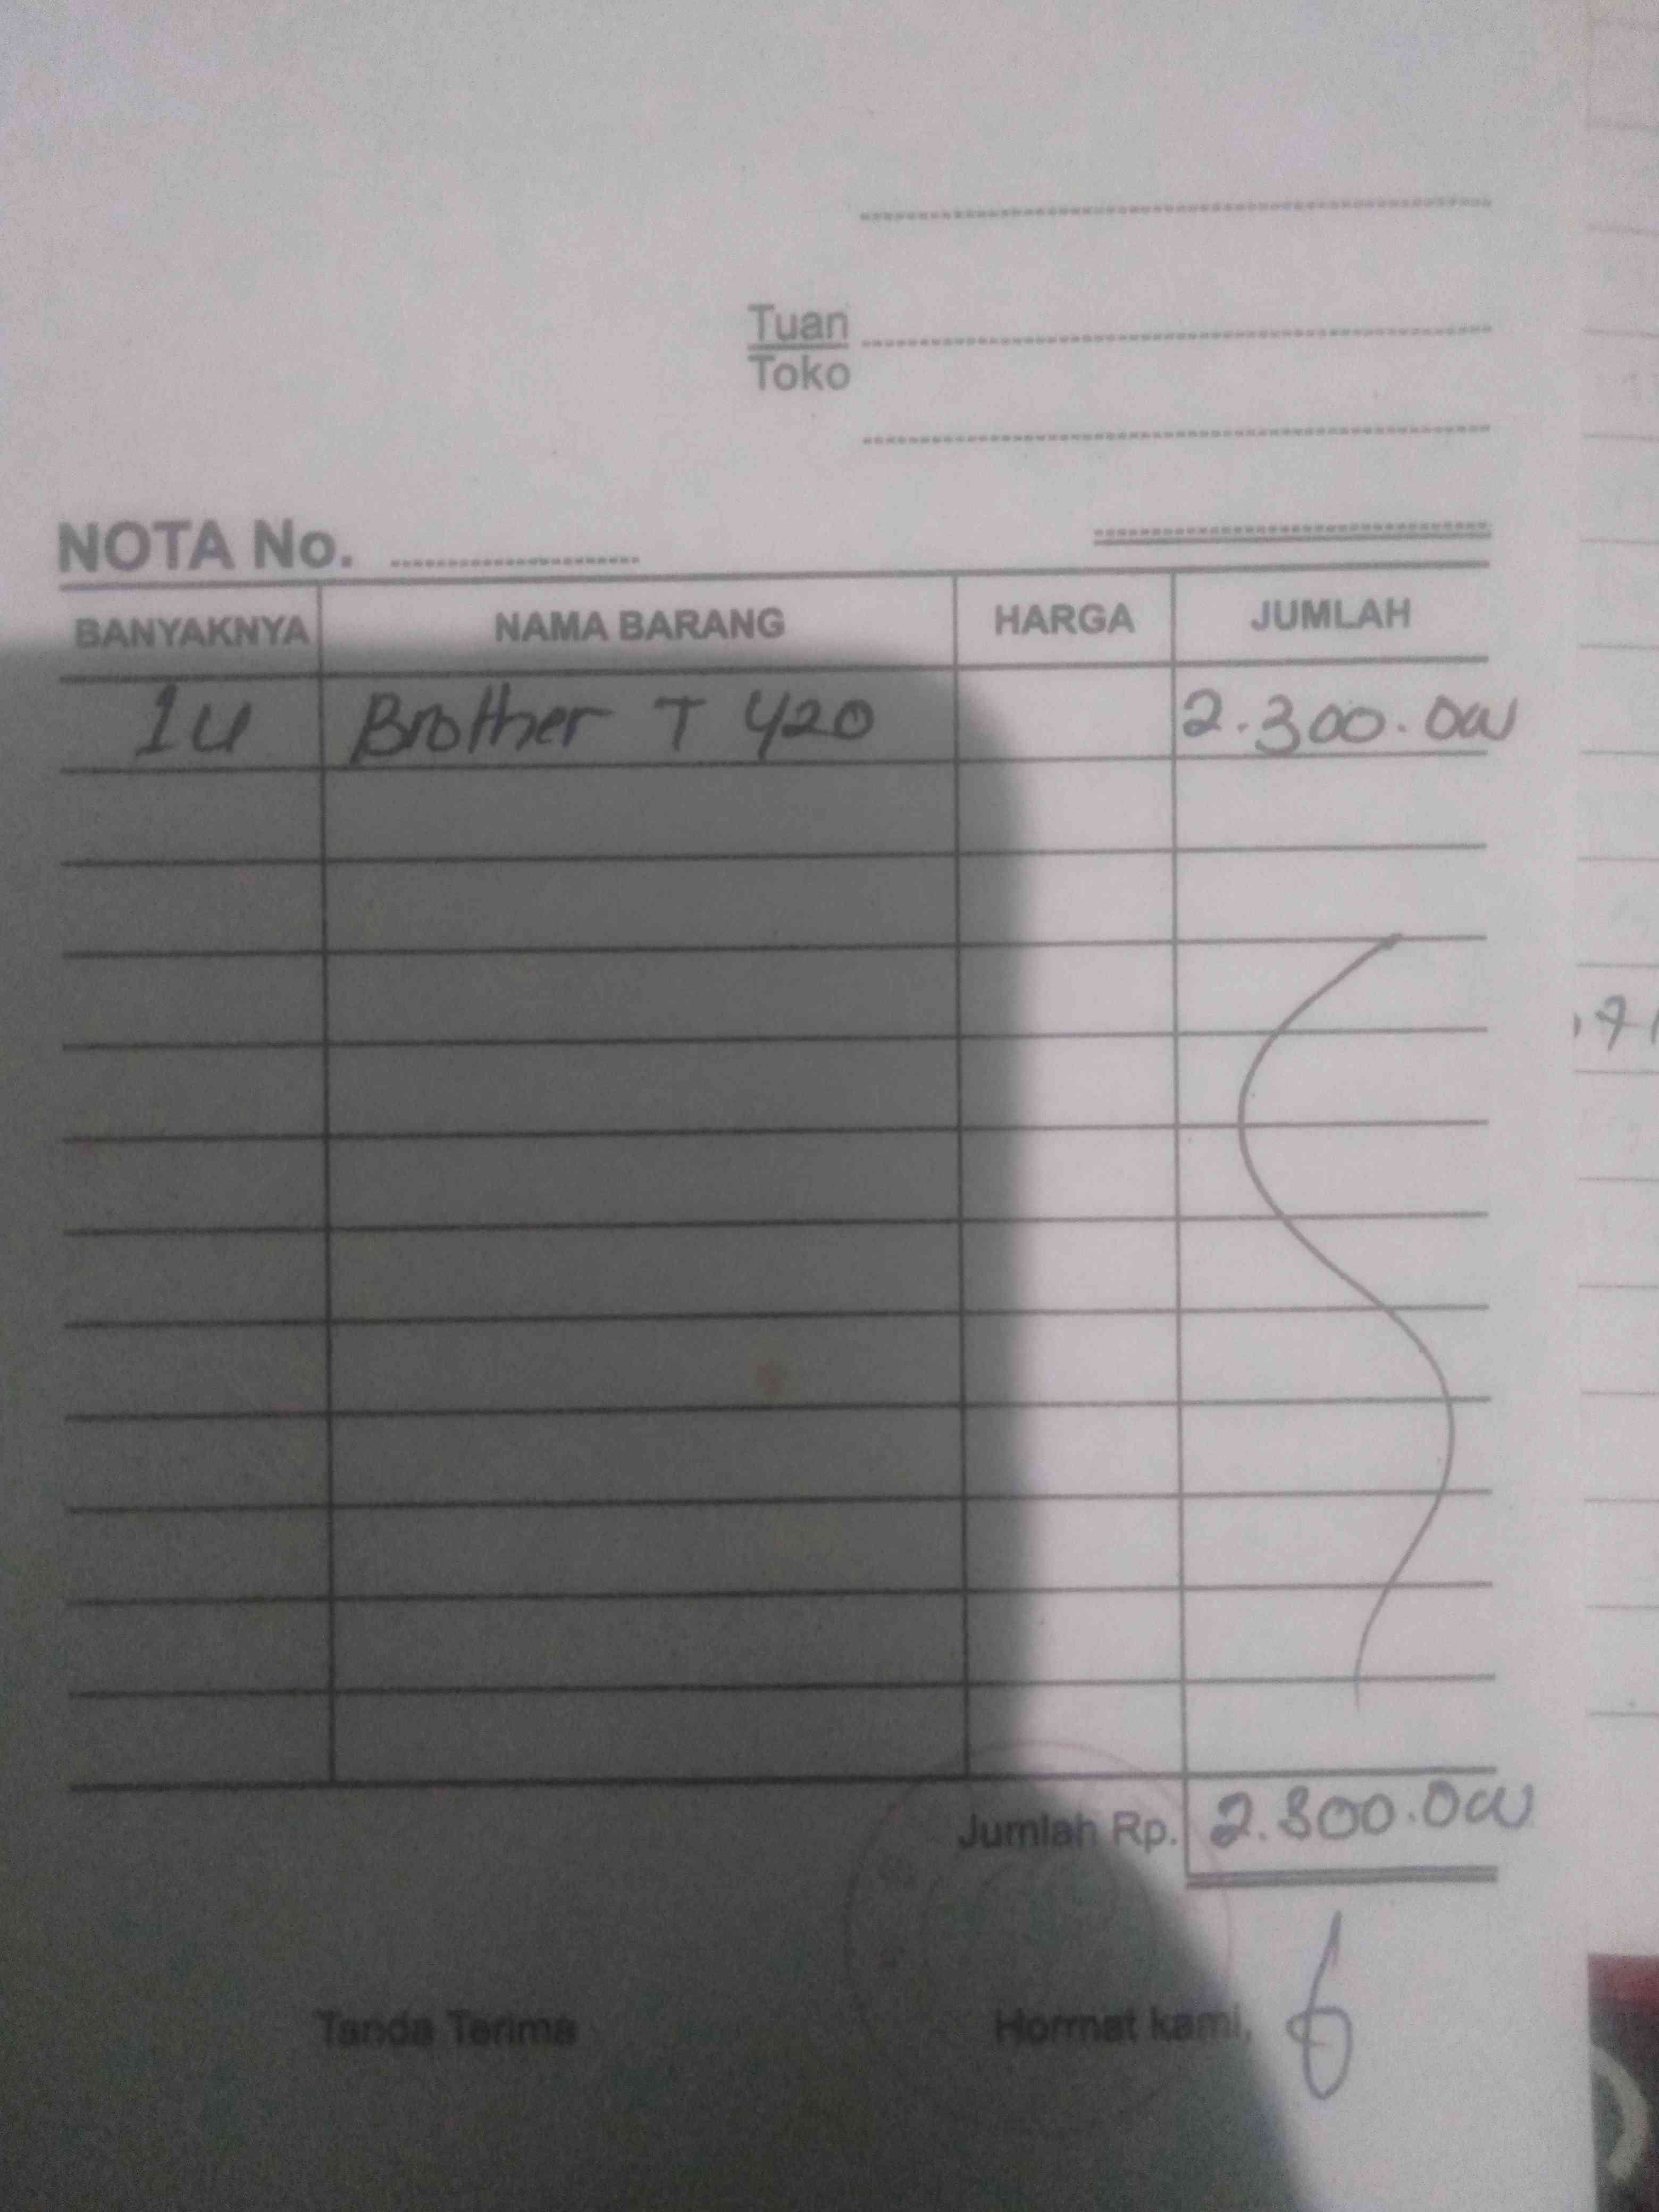 Tuan
Toko
NOTA No.
BANYAKNYA NAMA BARANG HARGA JUMLAH
1 U Brother T 420 2.300.000
Jumlah Rp. 2.300.000
Tanda Terima Hormat kami,